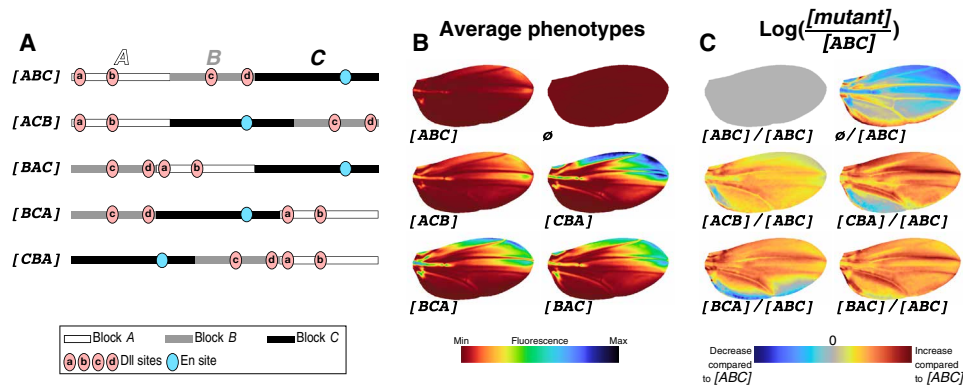 A
A B C
[ABC] a b c d
[ACB] a b c d
[BAC] c d a b
[BCA] c d a b
[CBA] c d a b
Block A Block B Block C
a b c d Dll sites En site
B Average phenotypes
[ABC] ø
[ACB] [CBA]
[BCA] [BAC]
Min Fluorescence Max
C Log([mutant]/[ABC])
[ABC]/[ABC] ø/[ABC]
[ACB]/[ABC] [CBA]/[ABC]
[BCA]/[ABC] [BAC]/[ABC]
0
Decrease compared to [ABC]
Increase compared to [ABC]